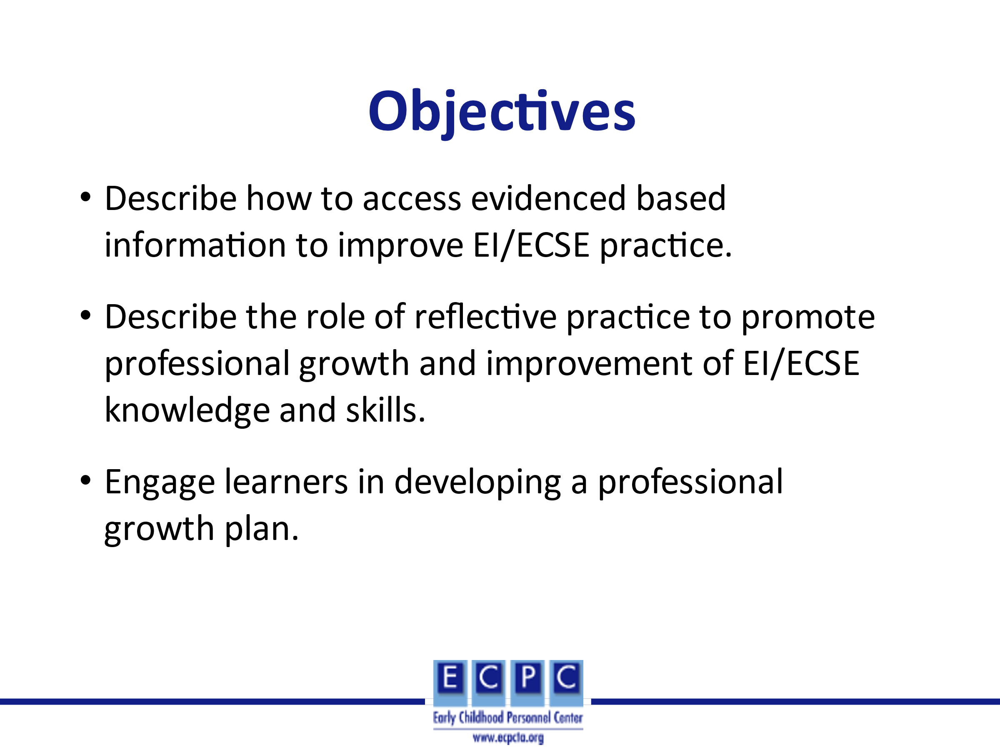 Objectives
• Describe how to access evidenced based
information to improve EI/ECSE practice.
• Describe the role of reflective practice to promote
professional growth and improvement of EI/ECSE
knowledge and skills.
• Engage learners in developing a professional
growth plan.
E C P C
Early Childhood Personnel Center
www.ecpcta.org